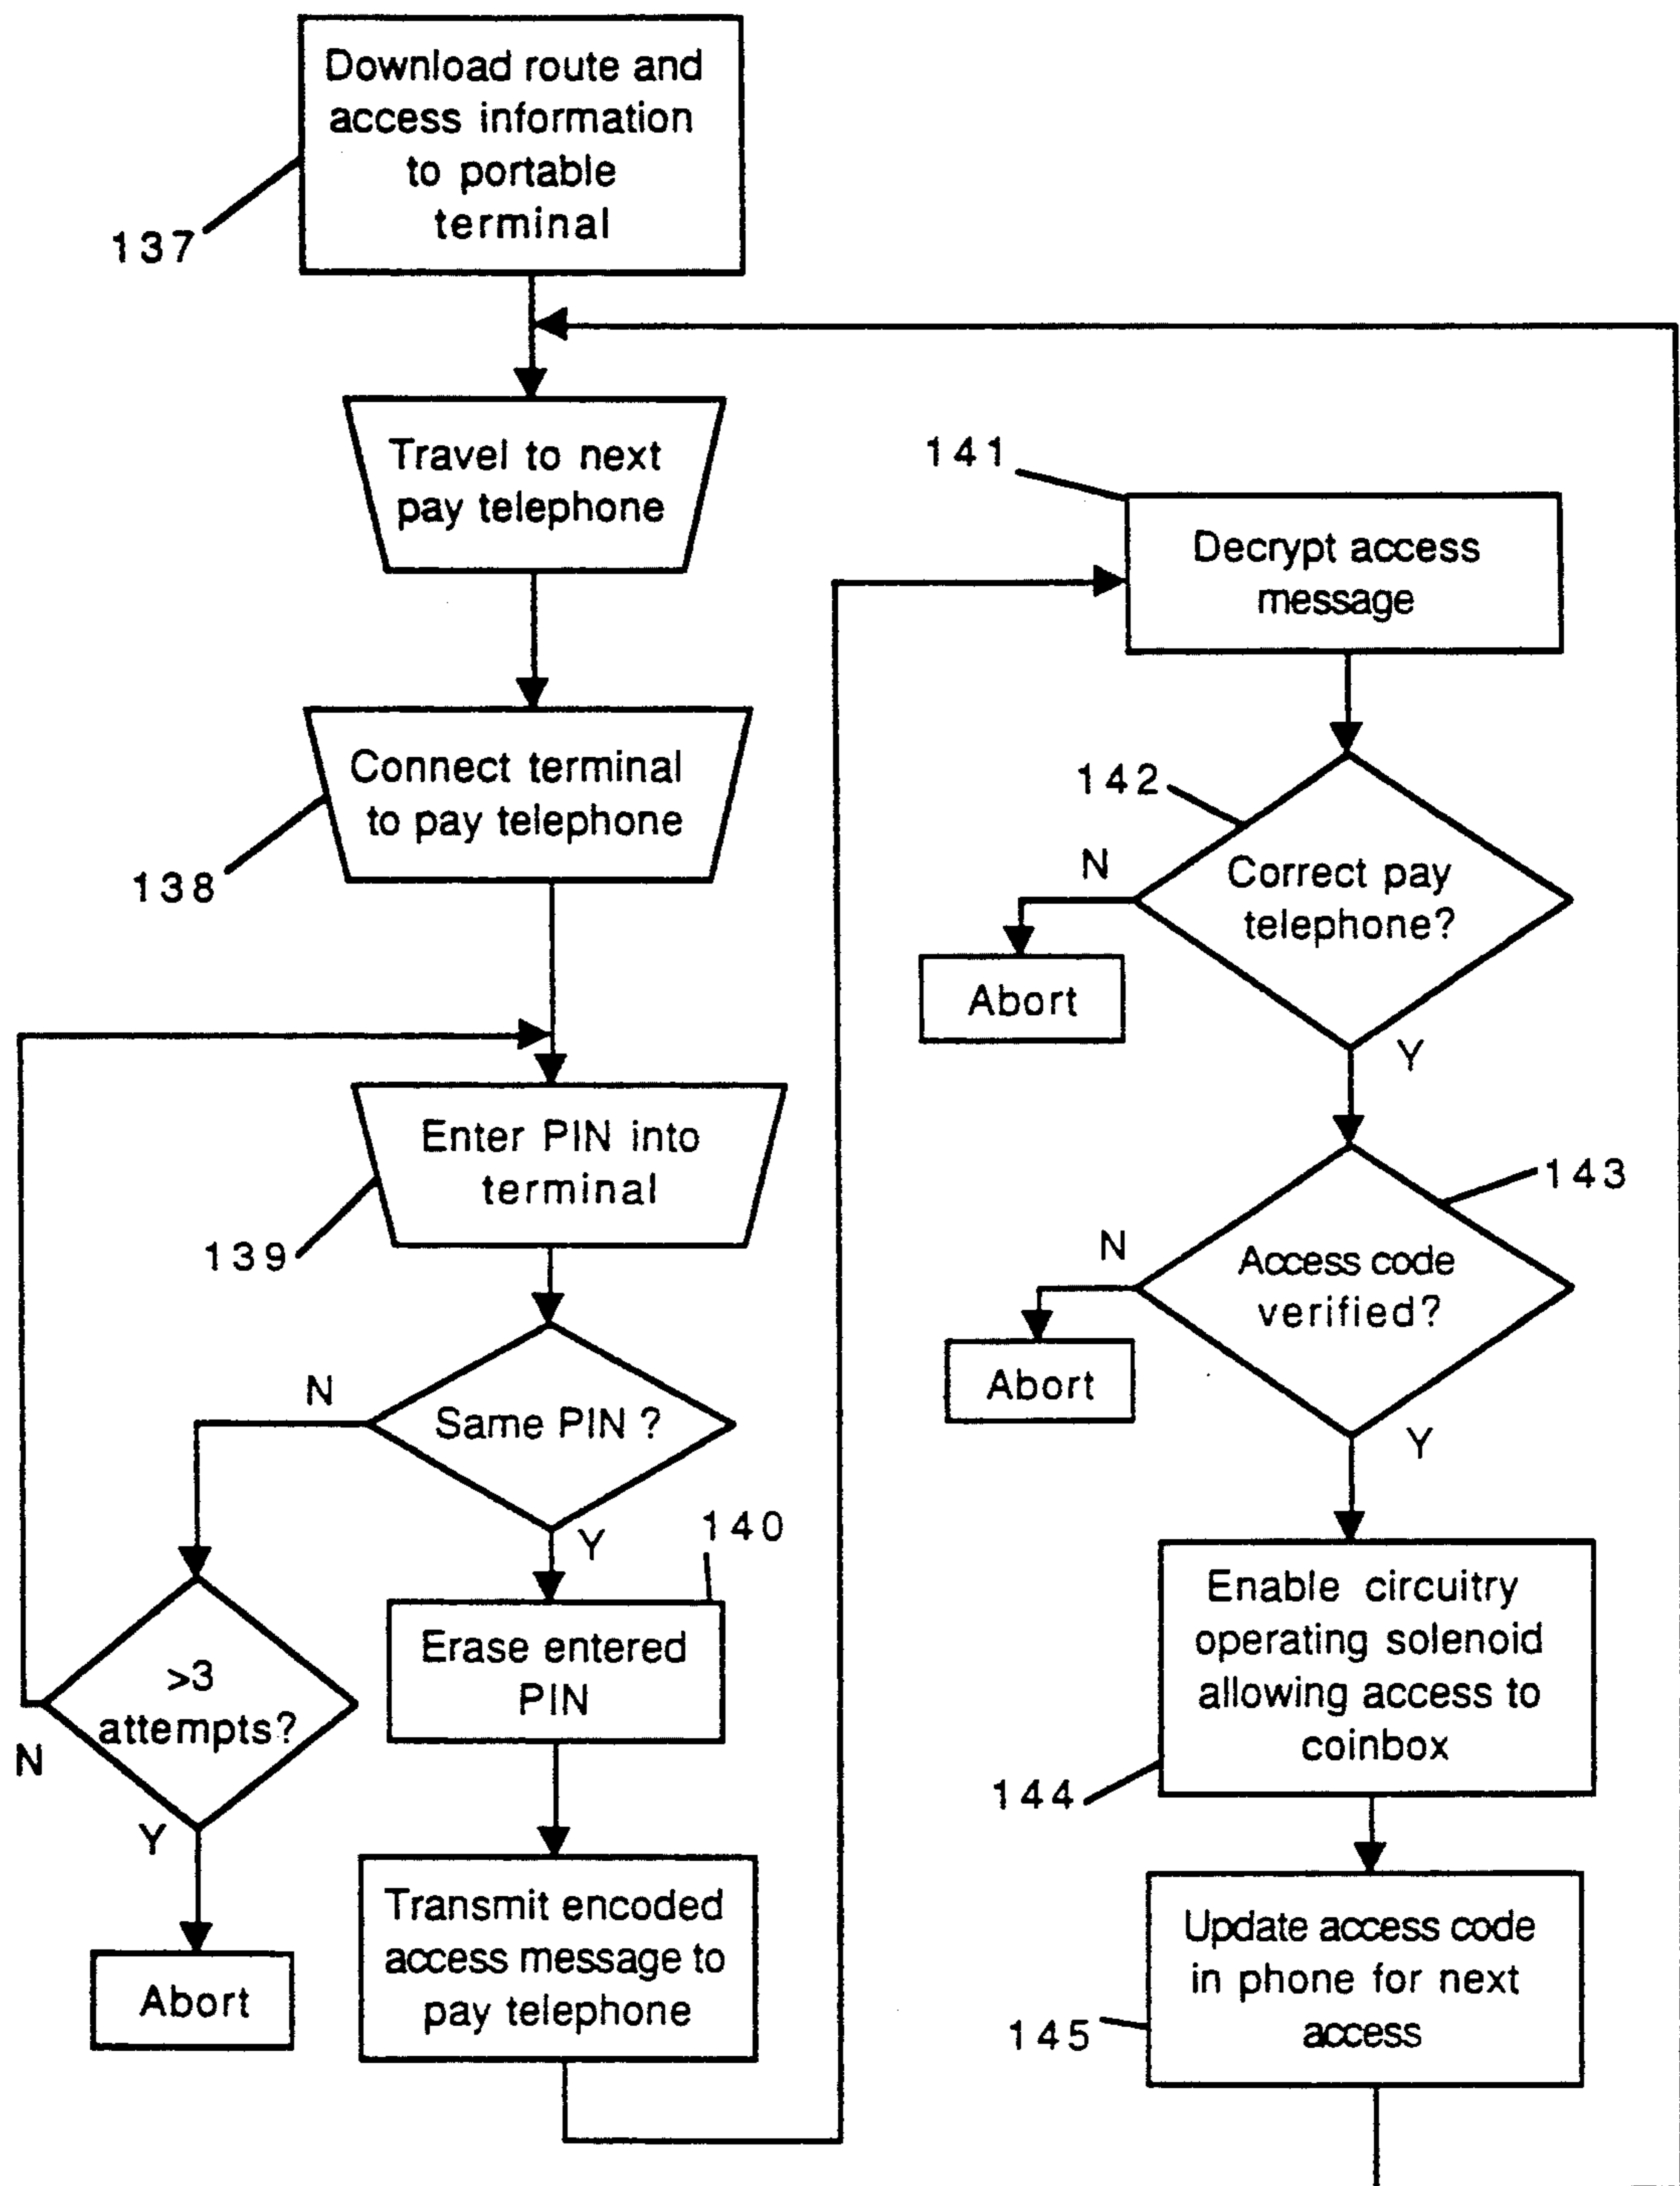 Download route and
access information
to portable
terminal
137
Travel to next
pay telephone
Connect terminal
to pay telephone
138
Enter PIN into
terminal
139
Same PIN ?
N
Y
>3
attempts?
N
Y
Abort
140
Erase entered
PIN
Transmit encoded
access message to
pay telephone
141
Decrypt access
message
142
Correct pay
telephone?
N
Abort
Y
143
Access code
verified?
N
Abort
Y
Enable circuitry
operating solenoid
allowing access to
coinbox
144
Update access code
in phone for next
access
145